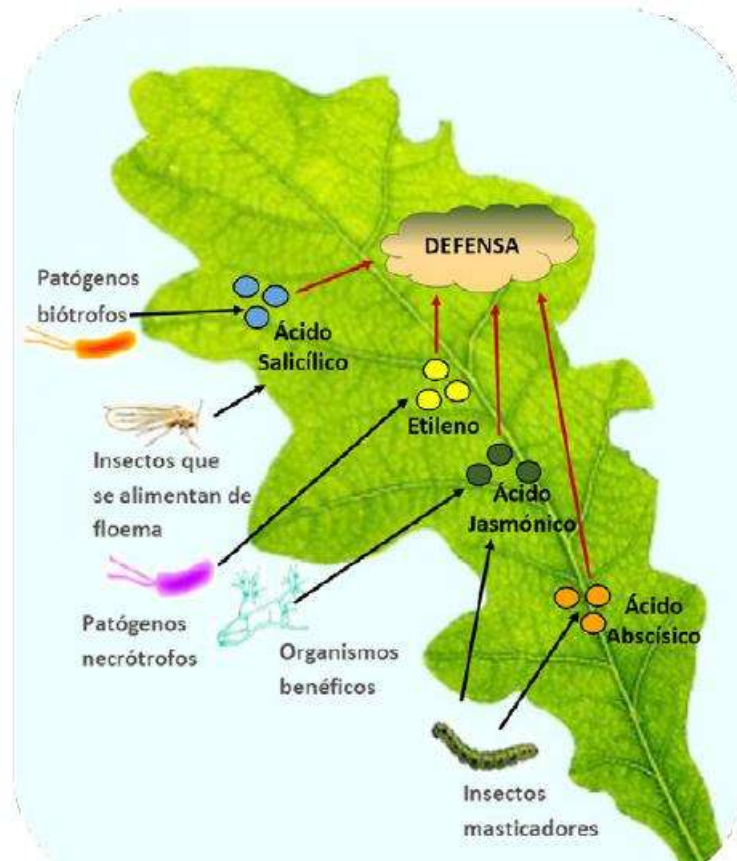 DEFENSA
Patógenos
biótrofos
Ácido
Salicílico
Insectos que
se alimentan de
floema
Etileno
Ácido
Jasmónico
Patógenos
necrótrofos
Organismos
benéficos
Ácido
Abscísico
Insectos
masticadores